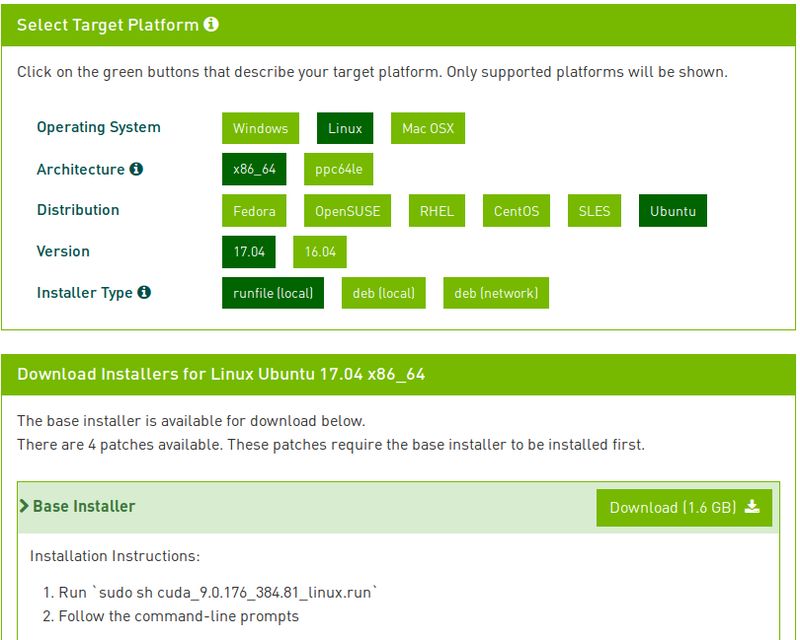 Select Target Platform
Click on the green buttons that describe your target platform. Only supported platforms will be shown.
Operating System Windows Linux Mac OSX
Architecture x86_64 ppc64le
Distribution Fedora OpenSUSE RHEL CentOS SLES Ubuntu
Version 17.04 16.04
Installer Type runfile (local) deb (local) deb (network)
Download Installers for Linux Ubuntu 17.04 x86_64
The base installer is available for download below.
There are 4 patches available. These patches require the base installer to be installed first.
Base Installer Download (1.6 GB)
Installation Instructions:
1. Run `sudo sh cuda_9.0.176_384.81_linux.run`
2. Follow the command-line prompts